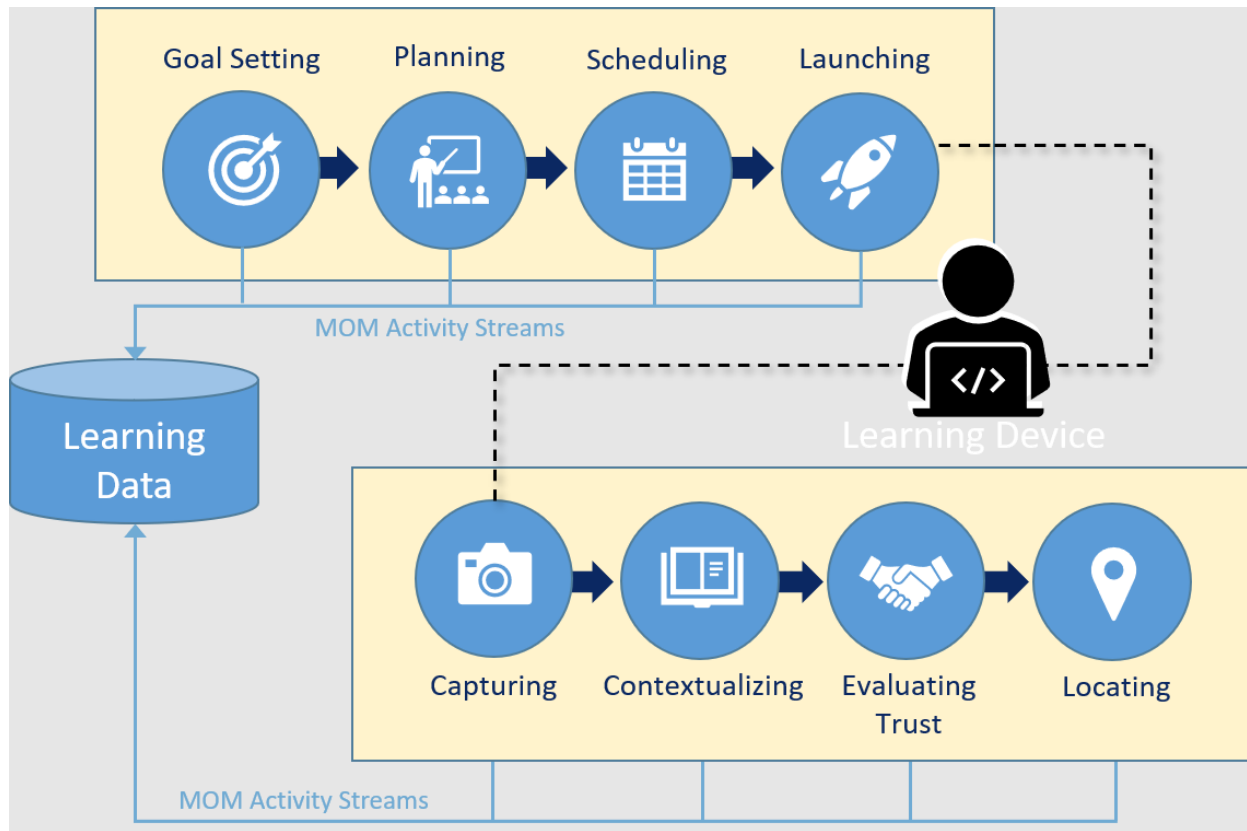 Goal Setting
Planning
Scheduling
Launching
MOM Activity Streams
</>
Learning Device
Learning
Data
Capturing
Contextualizing
Evaluating
Trust
Locating
MOM Activity Streams